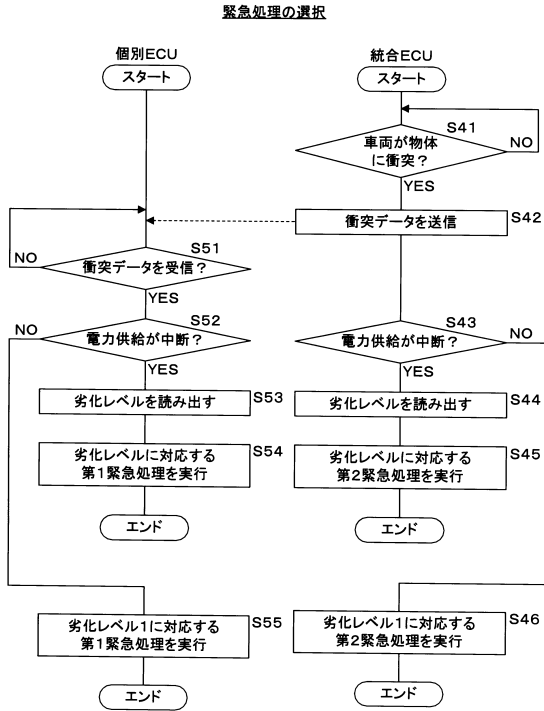 緊急処理の選択
個別ECU
統合ECU
スタート
スタート
S41
車両が物体
に衝突？
NO
YES
衝突データを送信
S42
S51
NO
衝突データを受信？
YES
S52
NO
電力供給が中断？
YES
S43
電力供給が中断？
NO
YES
劣化レベルを読み出す
S53
劣化レベルを読み出す
S44
劣化レベルに対応する
第1緊急処理を実行
S54
劣化レベルに対応する
第2緊急処理を実行
S45
エンド
エンド
劣化レベル1に対応する
第1緊急処理を実行
S55
劣化レベル1に対応する
第2緊急処理を実行
S46
エンド
エンド